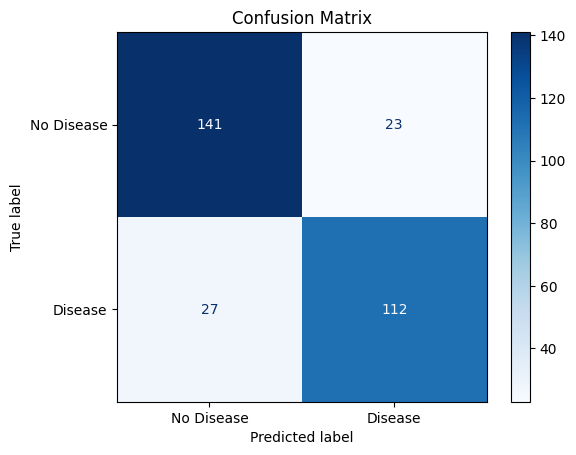 Confusion Matrix
True label
No Disease
Disease
141
23
27
112
No Disease
Disease
Predicted label
140
120
100
80
60
40